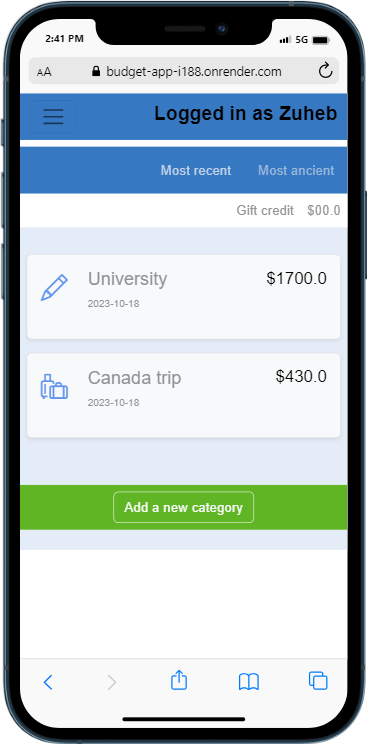 2:41 PM 5G
AA budget-app-i188.onrender.com
Logged in as Zuheb
Most recent Most ancient
Gift credit $00.0
University $1700.0
2023-10-18
Canada trip $430.0
2023-10-18
Add a new category